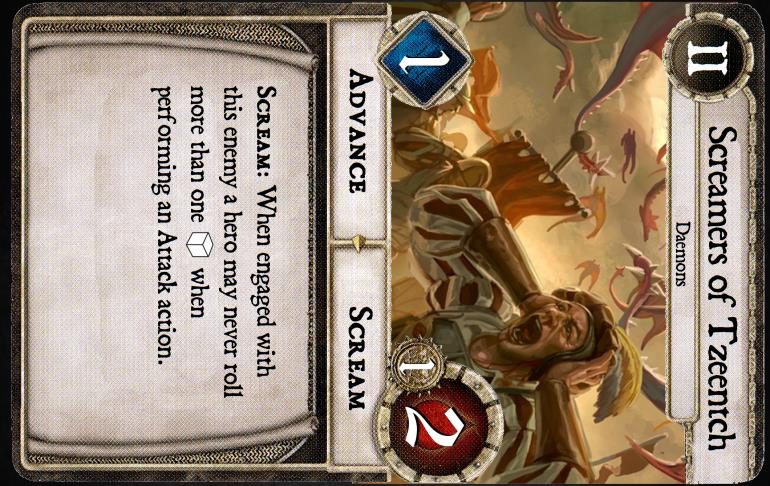 II
Screamers of Tzeentch
Daemons
1
1
2
ADVANCE
SCREAM
SCREAM: When engaged with
this enemy a hero may never roll
more than one when
performing an Attack action.